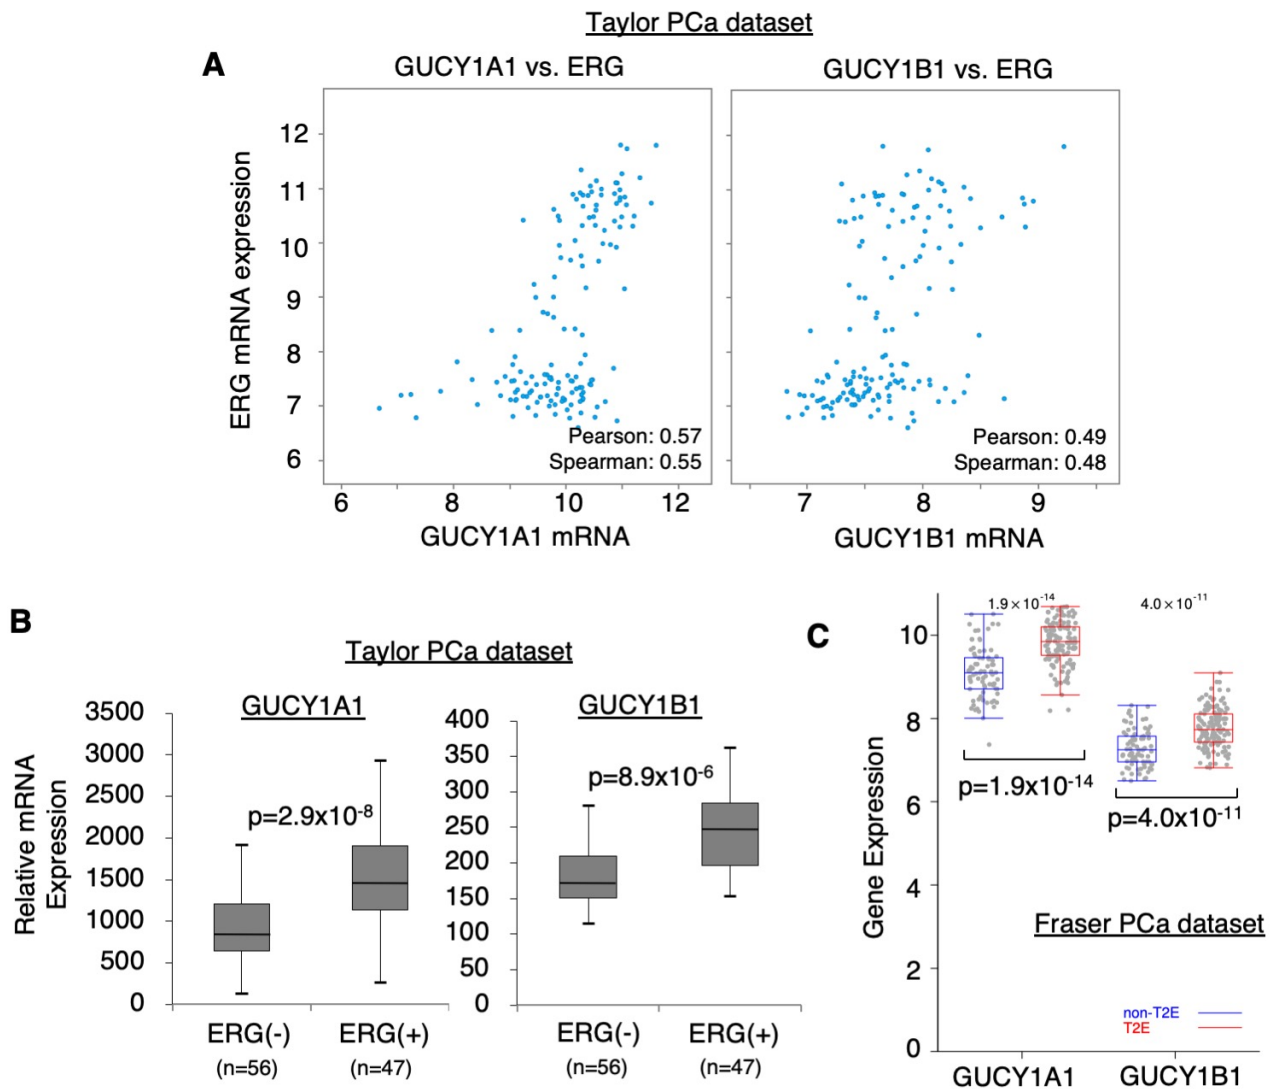 Taylor PCa dataset
A
GUCY1A1 vs. ERG
GUCY1B1 vs. ERG
ERG mRNA expression
12
11
10
9
8
7
6
Pearson: 0.57
Spearman: 0.55
Pearson: 0.49
Spearman: 0.48
6 8 10 12
7 8 9
GUCY1A1 mRNA
GUCY1B1 mRNA
B
Taylor PCa dataset
GUCY1A1
GUCY1B1
Relative mRNA
Expression
3500
3000
2500
2000
1500
1000
500
0
p=2.9x10-8
400
350
300
250
200
150
100
50
0
p=8.9x10-6
ERG(-) ERG(+)
(n=56) (n=47)
ERG(-) ERG(+)
(n=56) (n=47)
C
Gene Expression
10
8
6
4
2
0
1.9×10-14
4.0×10-11
p=1.9x10-14
p=4.0x10-11
Fraser PCa dataset
non-T2E
T2E
GUCY1A1 GUCY1B1